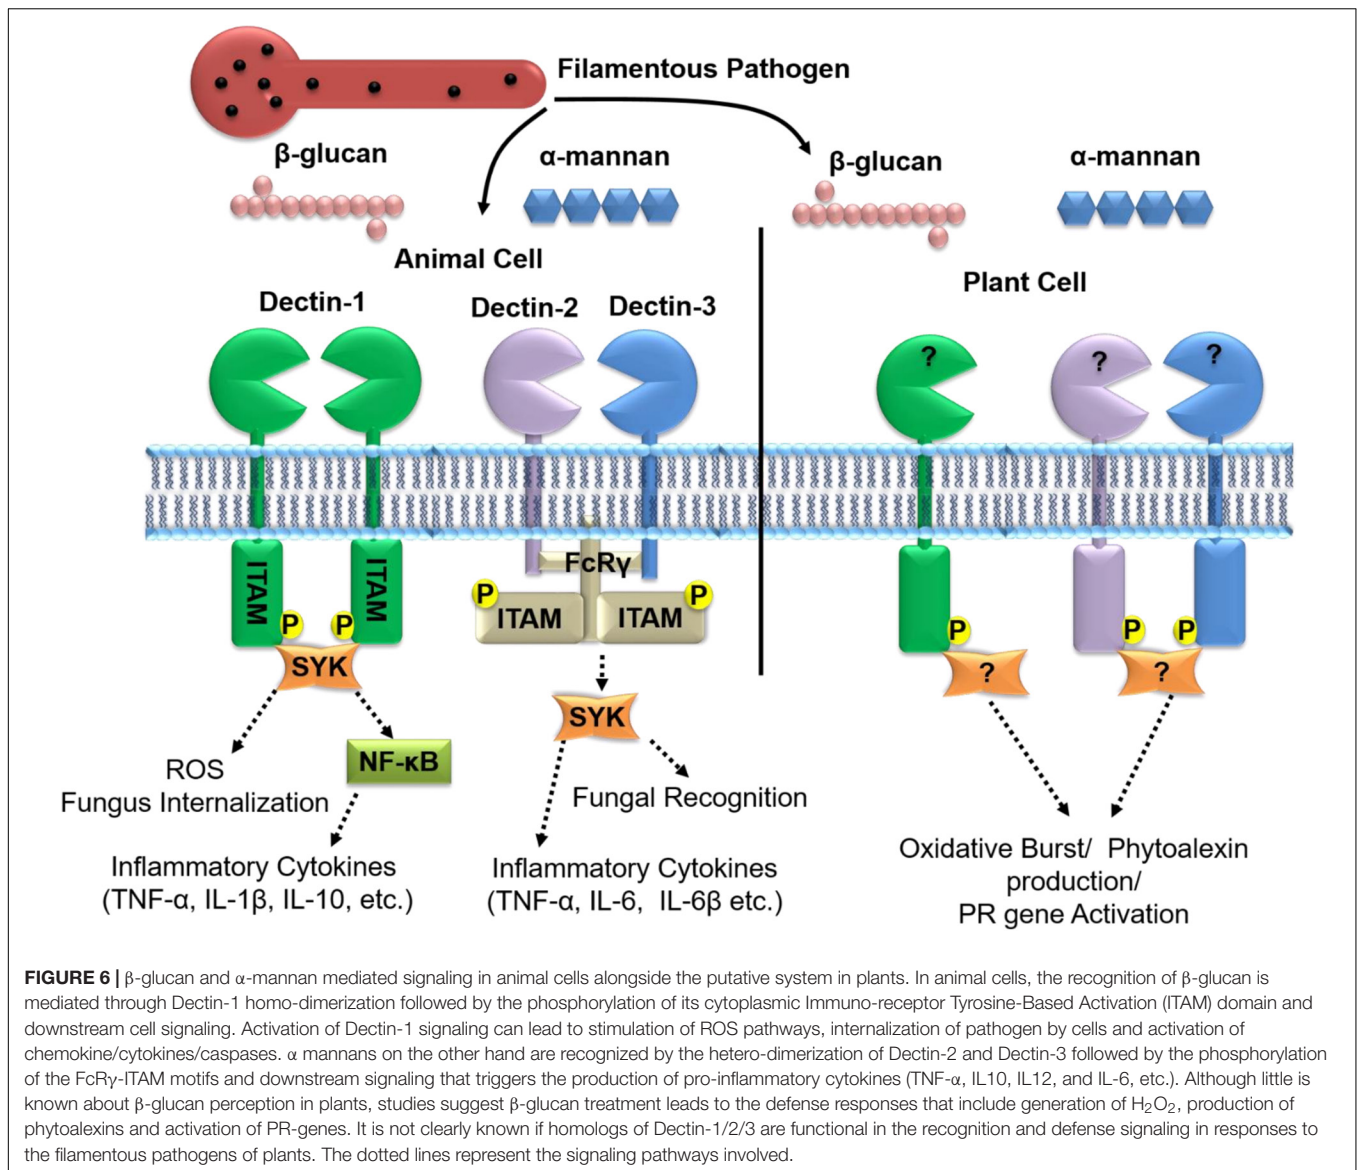 Filamentous Pathogen
β-glucan
α-mannan
β-glucan
α-mannan
Animal Cell
Plant Cell
Dectin-1
Dectin-2
Dectin-3
?
?
?
ITAM
ITAM
FcRγ
P
P
ITAM
ITAM
P
P
SYK
P
?
P
P
?
SYK
NF-κB
ROS
Fungus Internalization
Fungal Recognition
Inflammatory Cytokines
(TNF-α, IL-1β, IL-10, etc.)
Inflammatory Cytokines
(TNF-α, IL-6, IL-6β etc.)
Oxidative Burst/ Phytoalexin
production/
PR gene Activation
FIGURE 6 | β-glucan and α-mannan mediated signaling in animal cells alongside the putative system in plants. In animal cells, the recognition of β-glucan is
mediated through Dectin-1 homo-dimerization followed by the phosphorylation of its cytoplasmic Immuno-receptor Tyrosine-Based Activation (ITAM) domain and
downstream cell signaling. Activation of Dectin-1 signaling can lead to stimulation of ROS pathways, internalization of pathogen by cells and activation of
chemokine/cytokines/caspases. α mannans on the other hand are recognized by the hetero-dimerization of Dectin-2 and Dectin-3 followed by the phosphorylation
of the FcRγ-ITAM motifs and downstream signaling that triggers the production of pro-inflammatory cytokines (TNF-α, IL10, IL12, and IL-6, etc.). Although little is
known about β-glucan perception in plants, studies suggest β-glucan treatment leads to the defense responses that include generation of H₂O₂, production of
phytoalexins and activation of PR-genes. It is not clearly known if homologs of Dectin-1/2/3 are functional in the recognition and defense signaling in responses to
the filamentous pathogens of plants. The dotted lines represent the signaling pathways involved.